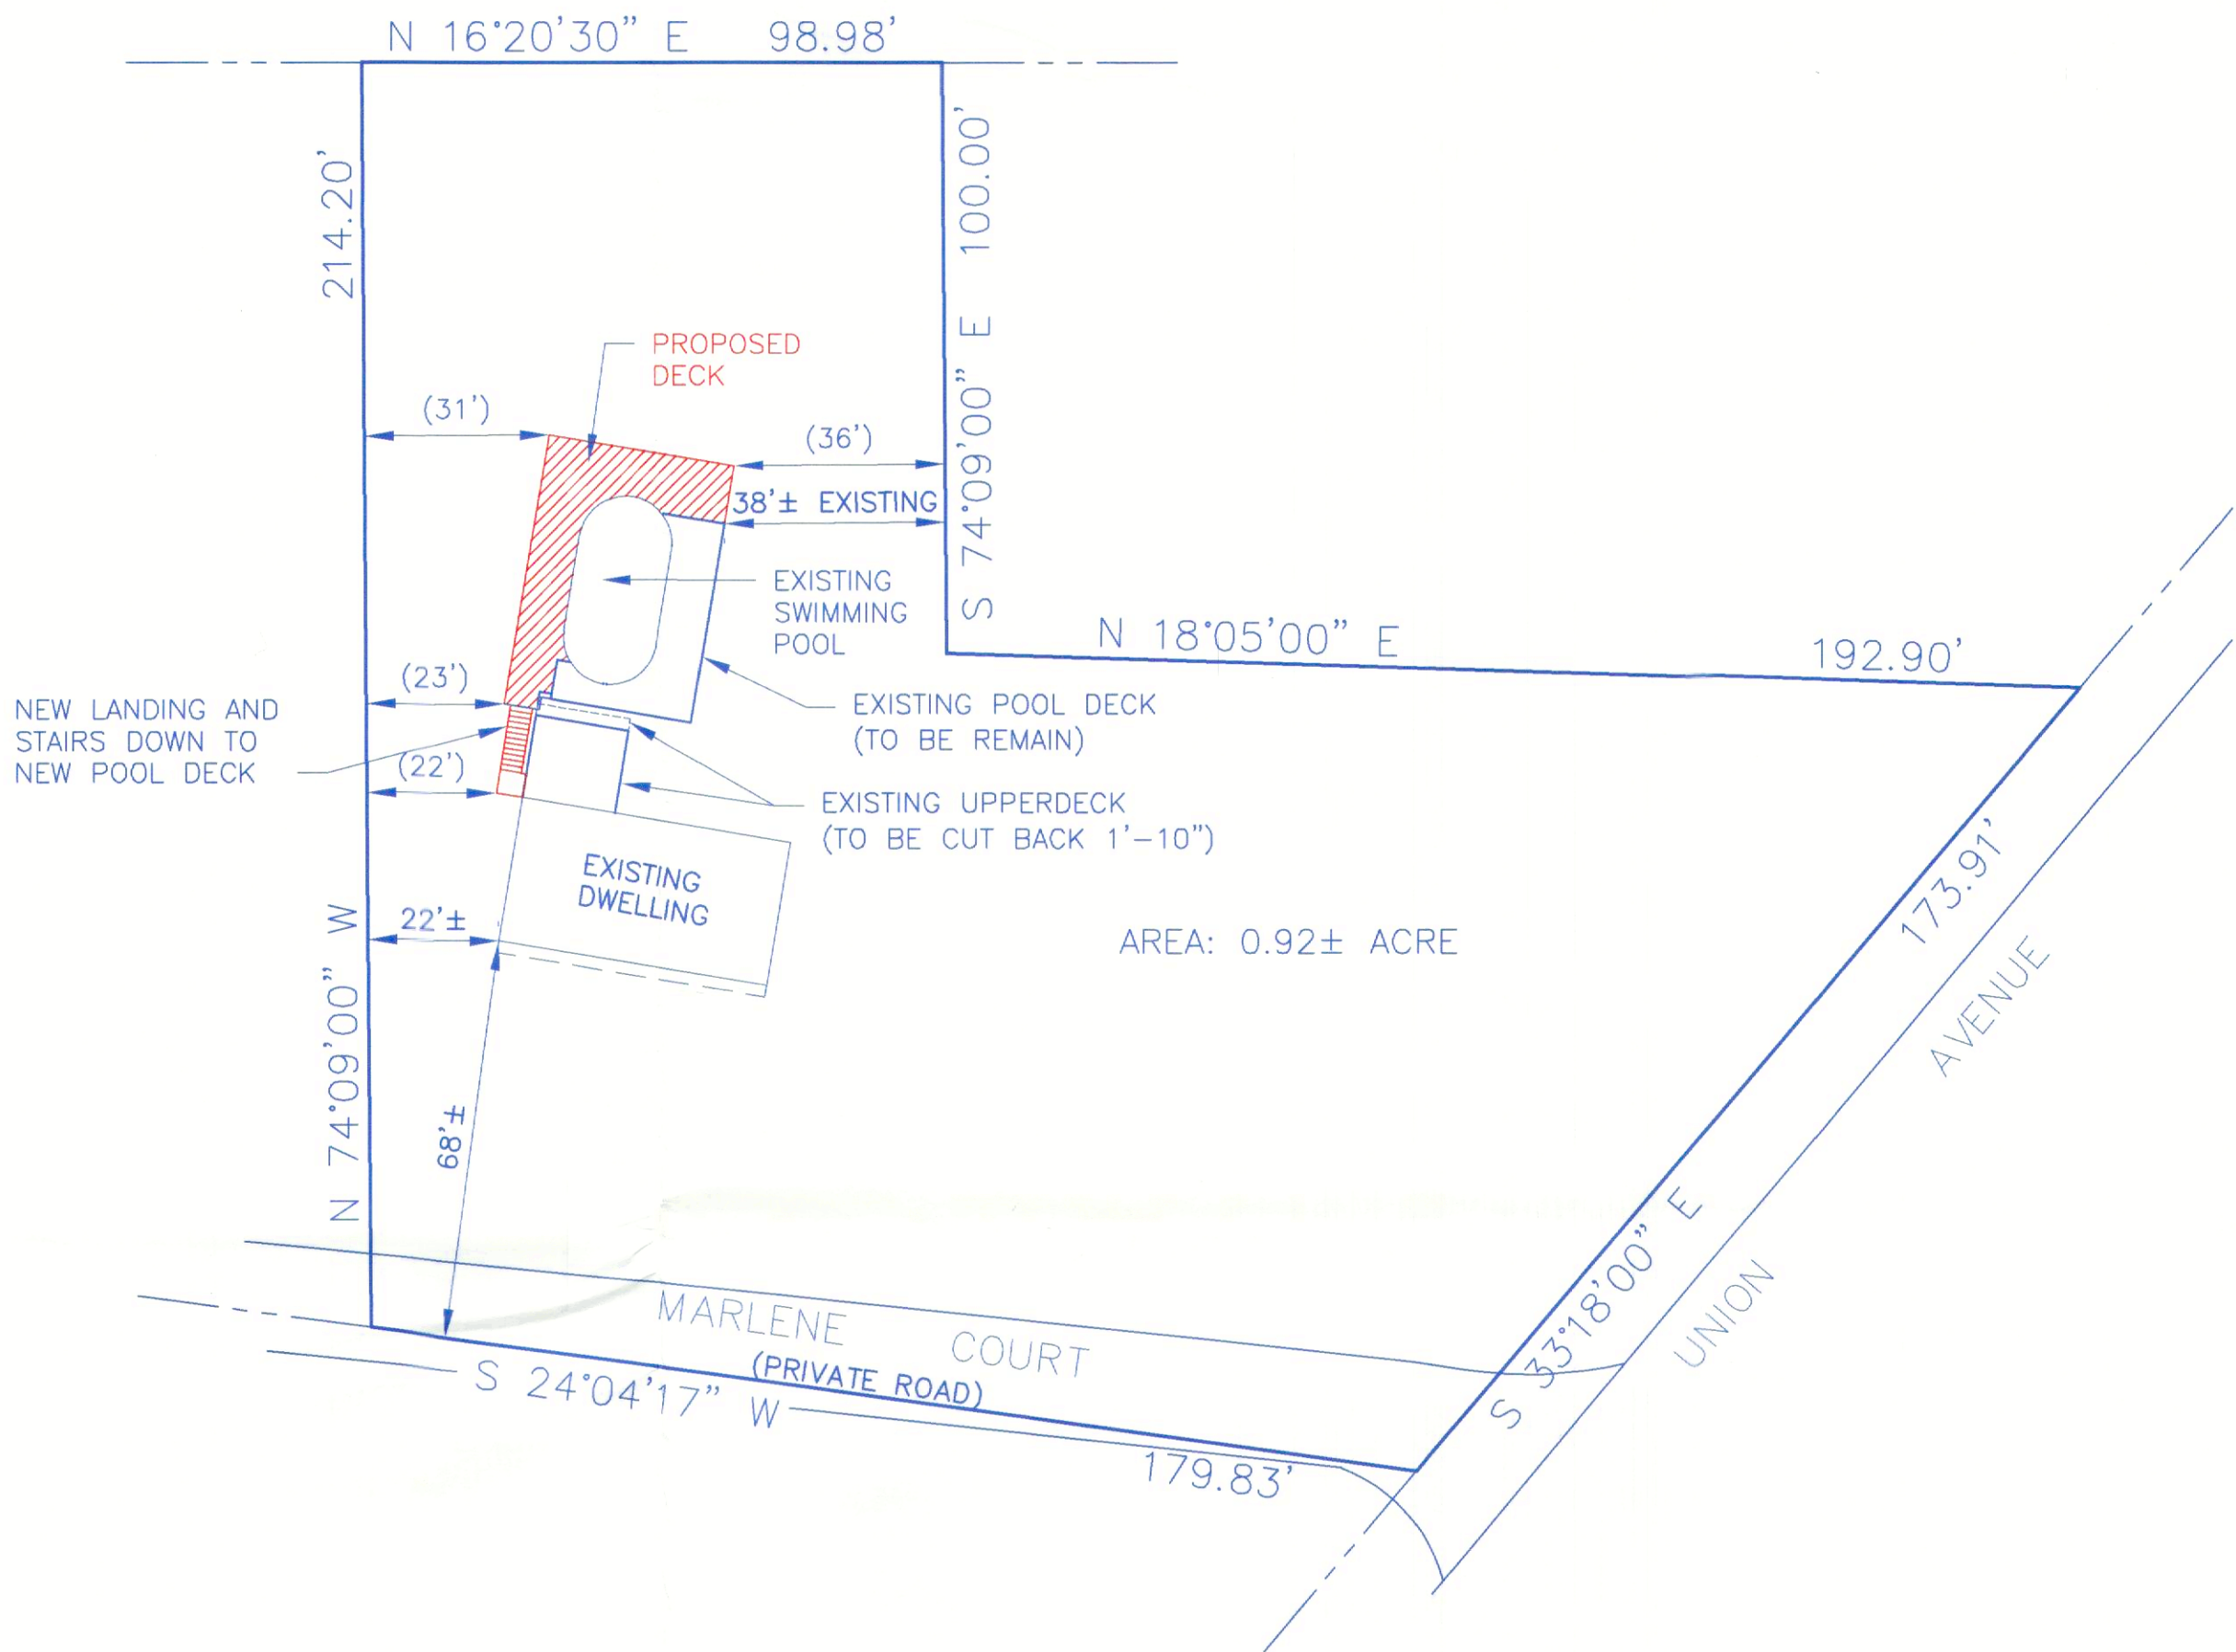 N 16°20'30" E 98.98'
214.20'
S 74°09'00" E 100.00'
PROPOSED
DECK
(31')
(36')
38'± EXISTING
EXISTING
SWIMMING
POOL
N 18°05'00" E 192.90'
(23')
NEW LANDING AND
STAIRS DOWN TO
NEW POOL DECK
EXISTING POOL DECK
(TO BE REMAIN)
(22')
EXISTING UPPERDECK
(TO BE CUT BACK 1'-10")
EXISTING
DWELLING
22'±
AREA: 0.92± ACRE
N 74°09'00" W
68'±
S 33°18'00" E 173.91'
UNION AVENUE
MARLENE COURT
(PRIVATE ROAD)
S 24°04'17" W 179.83'